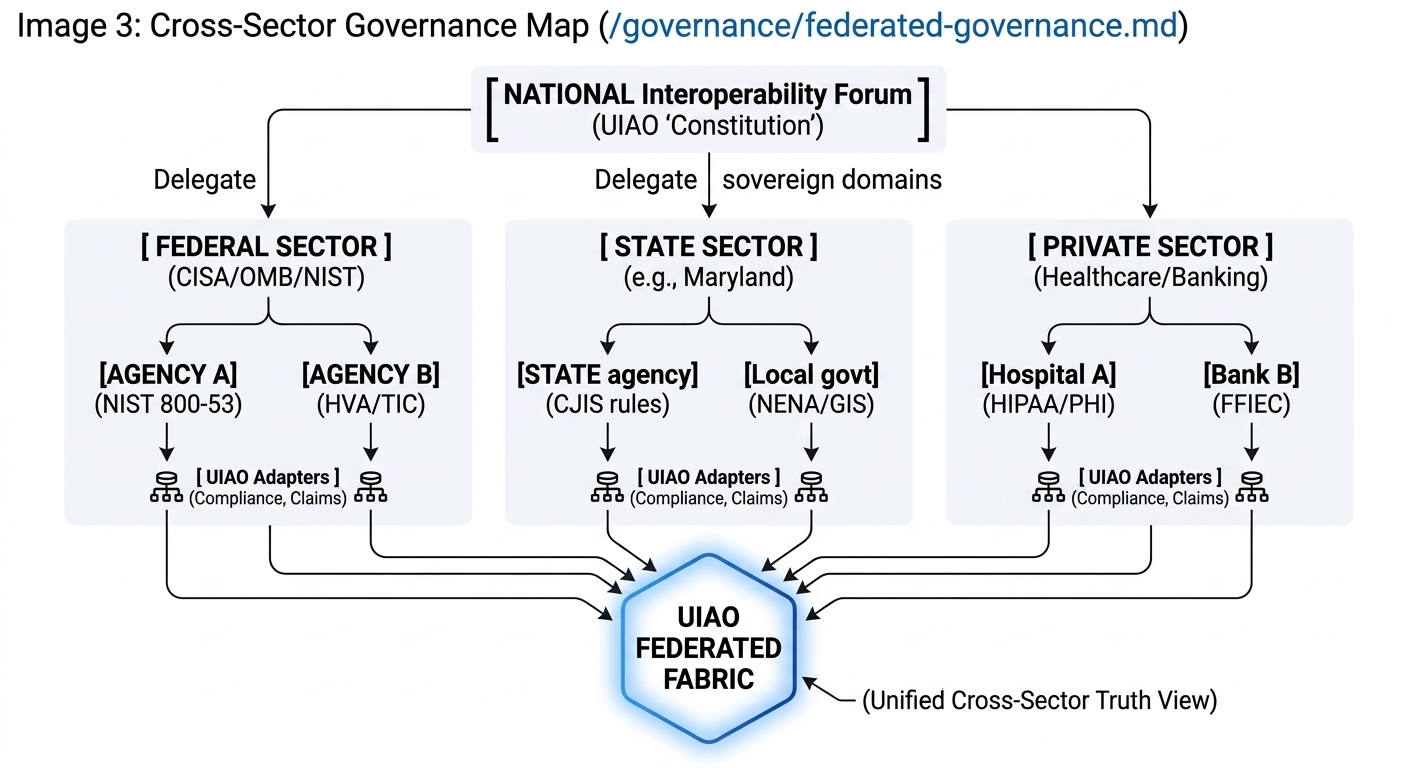 Image 3: Cross-Sector Governance Map (/governance/federated-governance.md)
[ NATIONAL Interoperability Forum ]
(UIAO ‘Constitution’)
Delegate
Delegate
sovereign domains
[ FEDERAL SECTOR ]
(CISA/OMB/NIST)
[AGENCY A]
(NIST 800-53)
[AGENCY B]
(HVA/TIC)
[ UIAO Adapters ]
(Compliance, Claims)
[ STATE SECTOR ]
(e.g., Maryland)
[STATE agency]
(CJIS rules)
[Local govt]
(NENA/GIS)
[ UIAO Adapters ]
(Compliance, Claims)
[ PRIVATE SECTOR ]
(Healthcare/Banking)
[Hospital A]
(HIPAA/PHI)
[Bank B]
(FFIEC)
[ UIAO Adapters ]
(Compliance, Claims)
UIAO
FEDERATED
FABRIC
(Unified Cross-Sector Truth View)